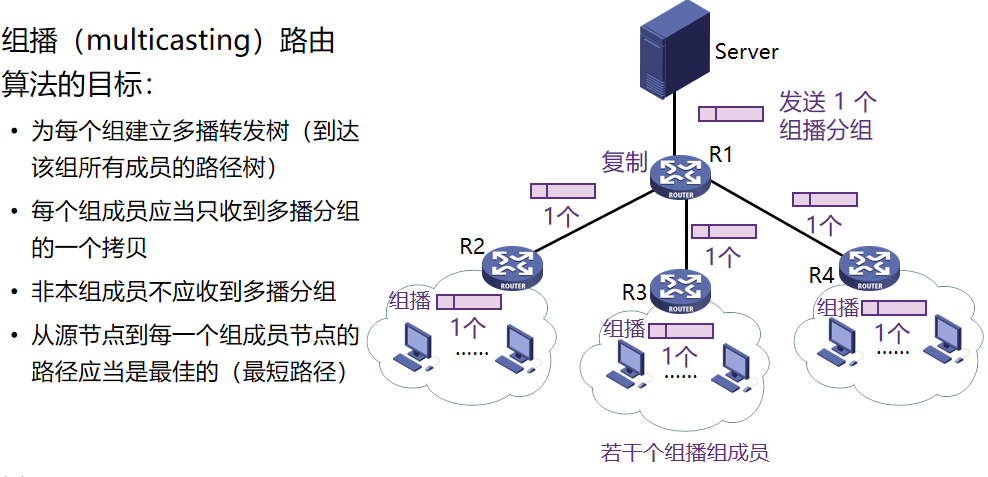 组播（multicasting）路由
算法的目标：
• 为每个组建立多播转发树（到达
该组所有成员的路径树）
• 每个组成员应当只收到多播分组
的一个拷贝
• 非本组成员不应收到多播分组
• 从源节点到每一个组成员节点的
路径应当是最佳的（最短路径）
Server
发送 1 个
组播分组
复制
R1
ROUTER
1个
1个
1个
R2
ROUTER
R3
ROUTER
R4
ROUTER
组播
1个
......
组播
1个
......
组播
1个
......
若干个组播组成员